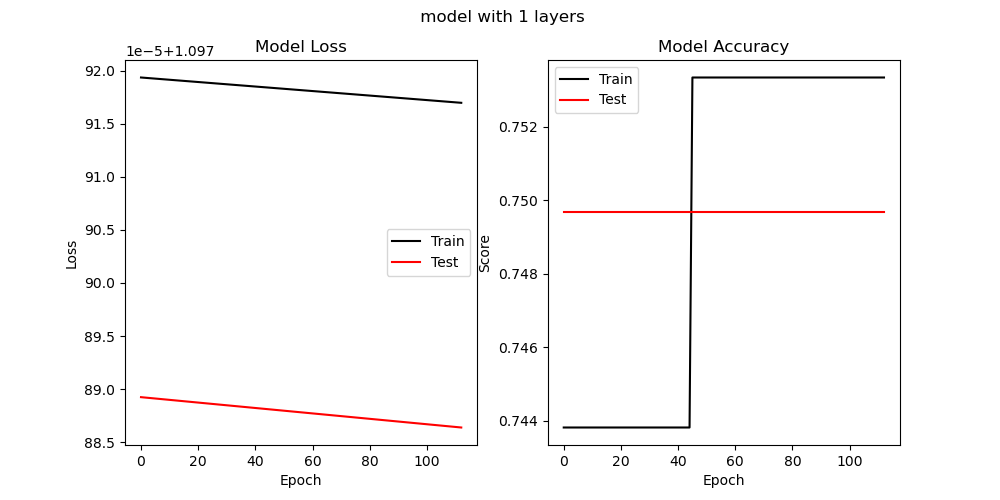 model with 1 layers
Model Loss
1e−5+1.097
92.0
91.5
91.0
90.5
90.0
89.5
89.0
88.5
Loss
0 20 40 60 80 100
Epoch
Train
Test
Model Accuracy
Train
Test
0.752
0.750
0.748
0.746
0.744
Score
0 20 40 60 80 100
Epoch